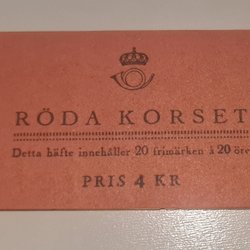 RÖDA KORSET
Detta häfte innehåller 20 frimärken à 20 öre
PRIS 4 KR